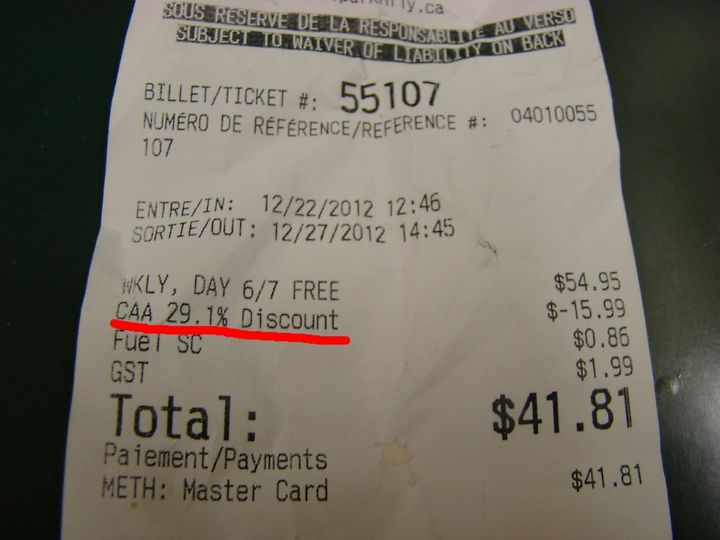 SOUS RESERVE DE LA RESPONSABLITE AU VERSO
SUBJECT TO WAIVER OF LIABILITY ON BACK
BILLET/TICKET #: 55107
NUMÉRO DE RÉFÉRENCE/REFERENCE #: 04010055
107
ENTRE/IN: 12/22/2012 12:46
SORTIE/OUT: 12/27/2012 14:45
WKLY, DAY 6/7 FREE $54.95
CAA 29.1% Discount $-15.99
Fuel SC $0.86
GST $1.99
Total: $41.81
Paiement/Payments
METH: Master Card $41.81